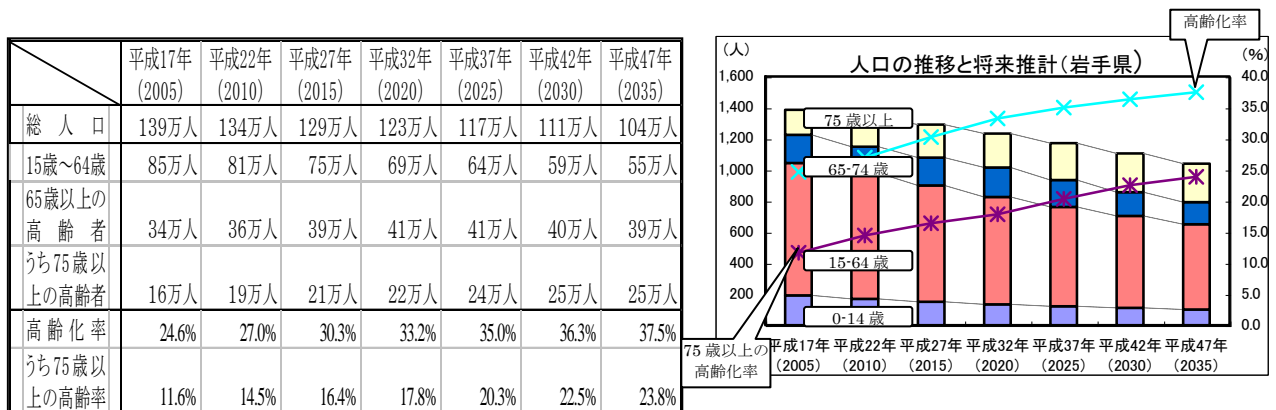 平成17年 平成22年 平成27年 平成32年 平成37年 平成42年 平成47年
(2005) (2010) (2015) (2020) (2025) (2030) (2035)
総人口 139万人 134万人 129万人 123万人 117万人 111万人 104万人
15歳～64歳 85万人 81万人 75万人 69万人 64万人 59万人 55万人
65歳以上の
高齢者 34万人 36万人 39万人 41万人 41万人 40万人 39万人
うち75歳以
上の高齢者 16万人 19万人 21万人 22万人 24万人 25万人 25万人
高齢化率 24.6% 27.0% 30.3% 33.2% 35.0% 36.3% 37.5%
うち75歳以
上の高齢率 11.6% 14.5% 16.4% 17.8% 20.3% 22.5% 23.8%
高齢化率
(人) (%)
人口の推移と将来推計(岩手県)
1,600 40.0
1,400 35.0
75歳以上
1,200 30.0
1,000 25.0
65-74歳
800 20.0
600 15.0
400 10.0
15-64歳
200 5.0
0-14歳
0.0
平成17年 平成22年 平成27年 平成32年 平成37年 平成42年 平成47年
(2005) (2010) (2015) (2020) (2025) (2030) (2035)
75歳以上の
高齢化率